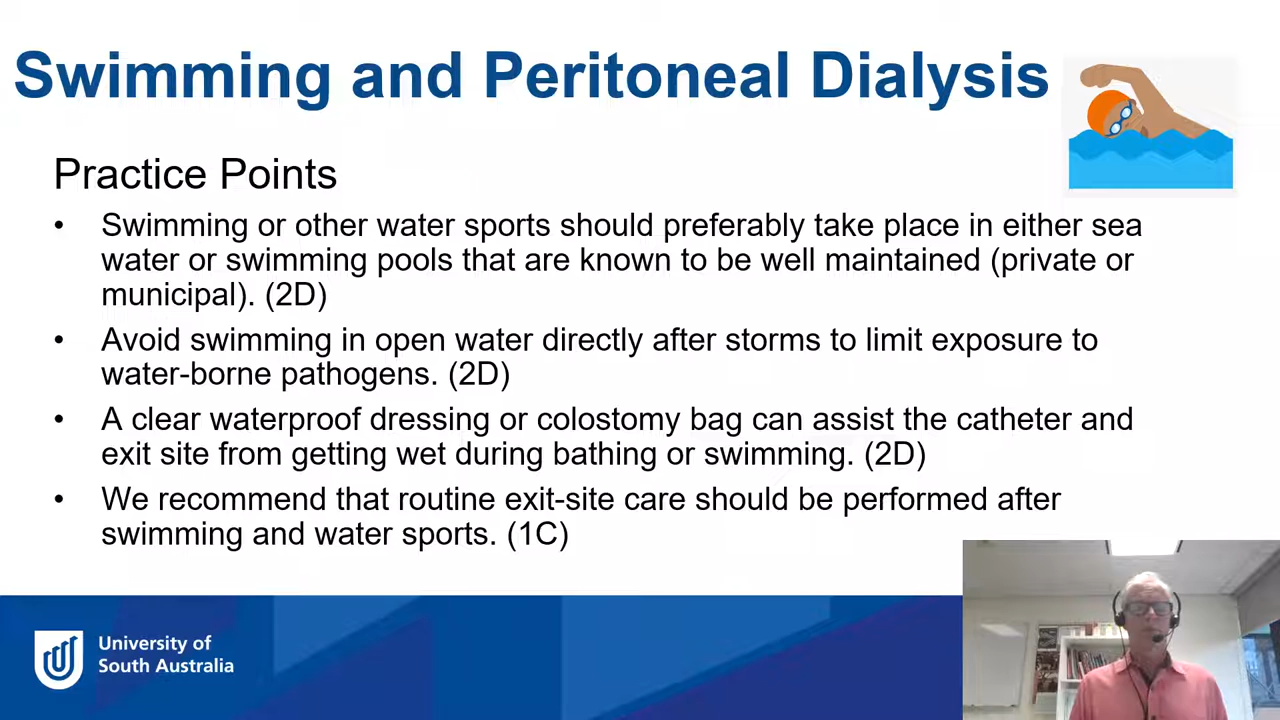 Swimming and Peritoneal Dialysis
Practice Points
• Swimming or other water sports should preferably take place in either sea
water or swimming pools that are known to be well maintained (private or
municipal). (2D)
• Avoid swimming in open water directly after storms to limit exposure to
water-borne pathogens. (2D)
• A clear waterproof dressing or colostomy bag can assist the catheter and
exit site from getting wet during bathing or swimming. (2D)
• We recommend that routine exit-site care should be performed after
swimming and water sports. (1C)
University of
South Australia